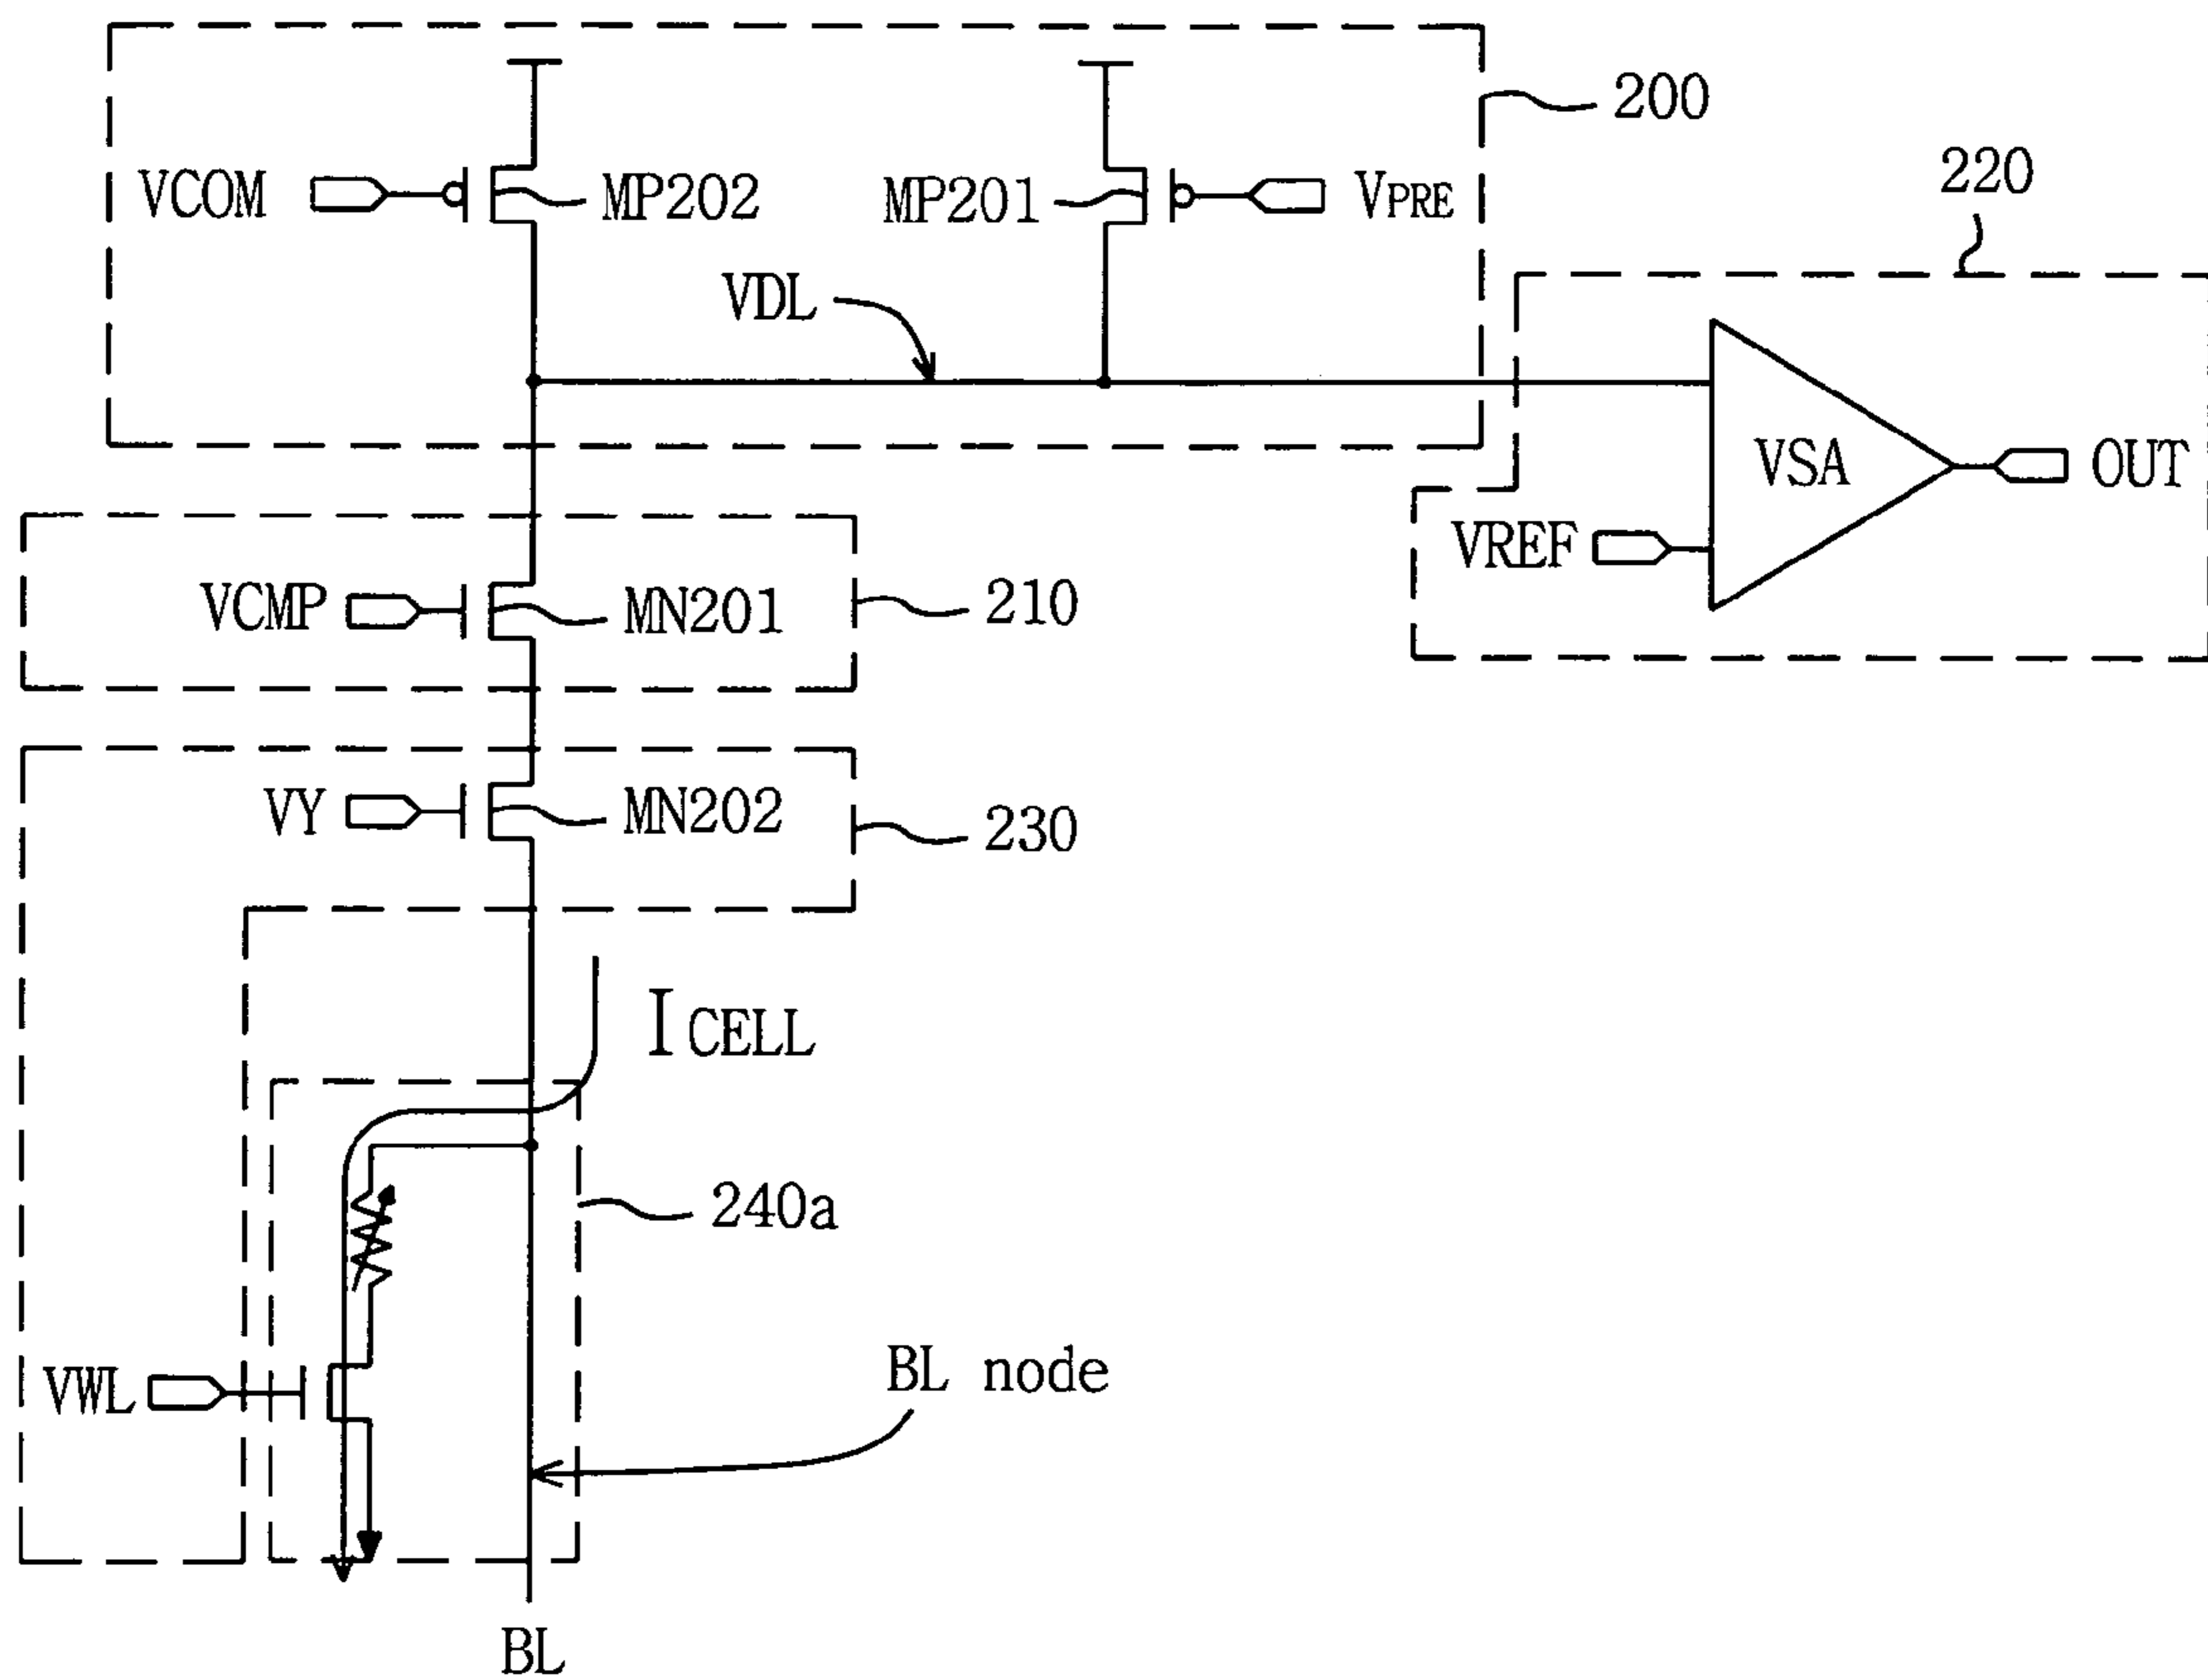 200
220
VCOM
MP202
MP201
VPRE
VDL
VSA
OUT
VREF
VCMP
MN201
210
VY
MN202
230
ICELL
240a
VWL
BL node
BL